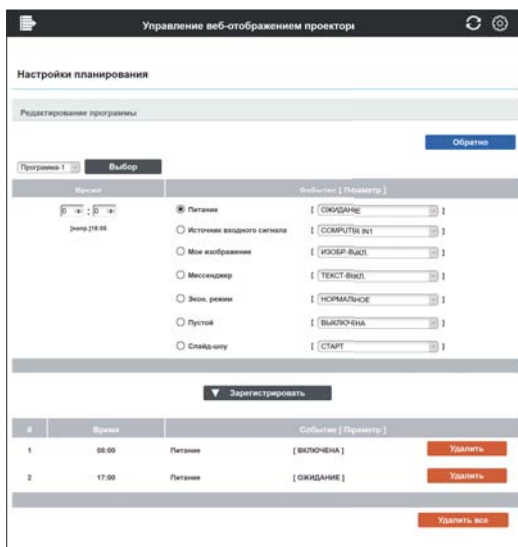 Управление веб-отображением проектора
Настройки планирования
Редактирование программы
Обратно
Программа-1 Выбор
Время Событие [ Параметр ]
0 : 0 Питание [ ОЖИДАНИЕ ]
[напр.]18:05 Источник входного сигнала [ COMPUTER IN1 ]
Мое изображение [ ИЗОБР-ВЫКЛ. ]
Мессенджер [ ТЕКСТ-ВЫКЛ. ]
Экон. режим [ НОРМАЛЬНОЕ ]
Пустой [ ВЫКЛЮЧЕНА ]
Слайд-шоу [ СТАРТ ]
Зарегистрировать
# Время Событие [ Параметр ]
1 08:00 Питание [ ВКЛЮЧЕНА ] Удалить
2 17:00 Питание [ ОЖИДАНИЕ ] Удалить
Удалить все